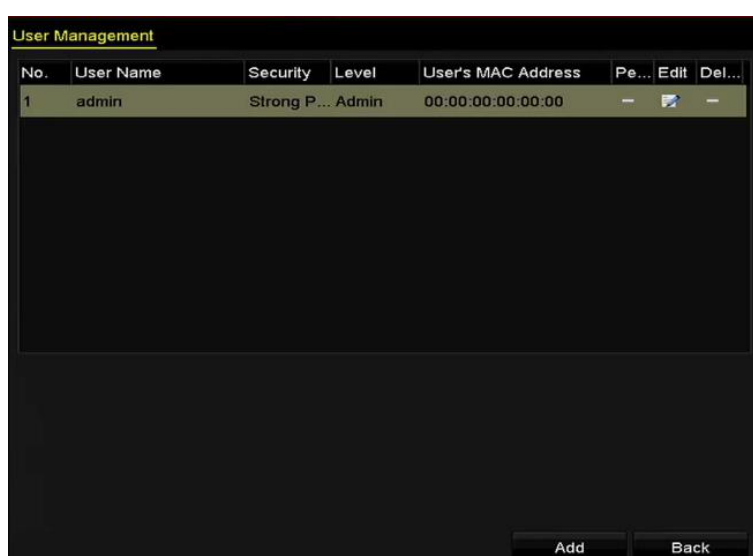 User Management
No. User Name Security Level User's MAC Address Pe... Edit Del...
1 admin Strong P... Admin 00:00:00:00:00:00 — —
Add Back